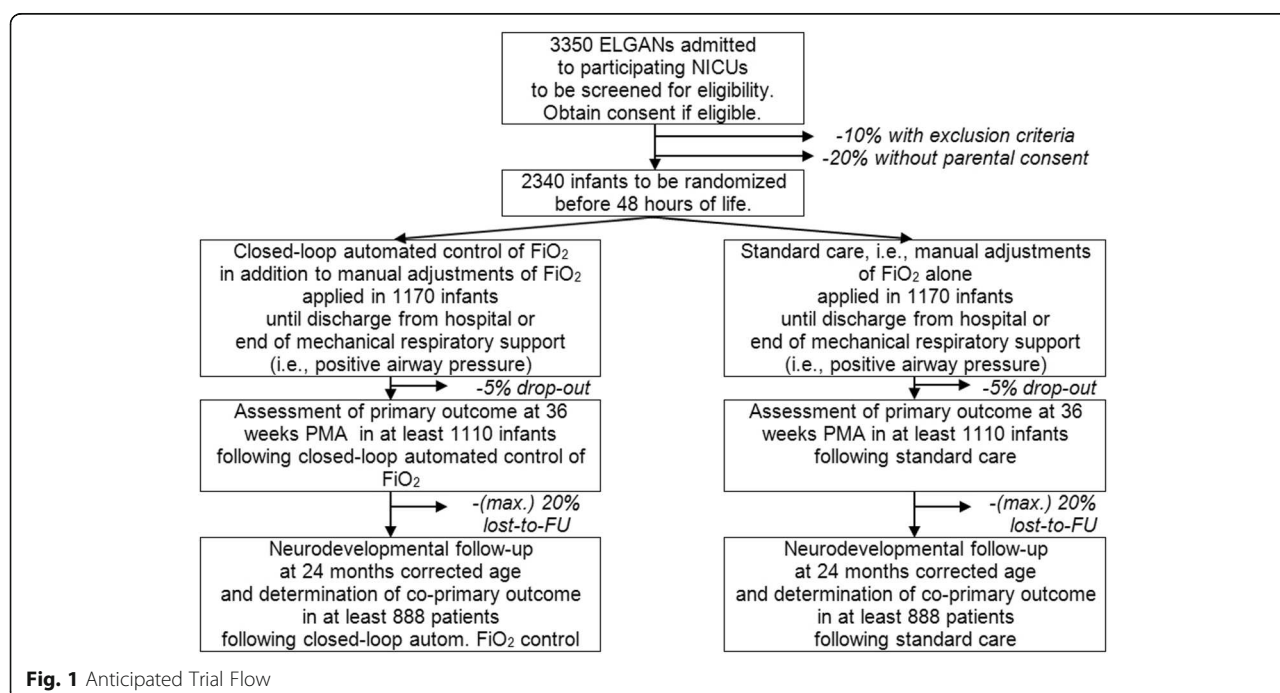 3350 ELGANs admitted
to participating NICUs
to be screened for eligibility.
Obtain consent if eligible.
-10% with exclusion criteria
-20% without parental consent
2340 infants to be randomized
before 48 hours of life.
Closed-loop automated control of FiO₂
in addition to manual adjustments of FiO₂
applied in 1170 infants
until discharge from hospital or
end of mechanical respiratory support
(i.e., positive airway pressure)
-5% drop-out
Assessment of primary outcome at 36
weeks PMA in at least 1110 infants
following closed-loop automated control of
FiO₂
-(max.) 20%
lost-to-FU
Neurodevelopmental follow-up
at 24 months corrected age
and determination of co-primary outcome
in at least 888 patients
following closed-loop autom. FiO₂ control
Standard care, i.e., manual adjustments
of FiO₂ alone
applied in 1170 infants
until discharge from hospital or
end of mechanical respiratory support
(i.e., positive airway pressure)
-5% drop-out
Assessment of primary outcome at 36
weeks PMA in at least 1110 infants
following standard care
-(max.) 20%
lost-to-FU
Neurodevelopmental follow-up
at 24 months corrected age
and determination of co-primary outcome
in at least 888 patients
following standard care
Fig. 1 Anticipated Trial Flow